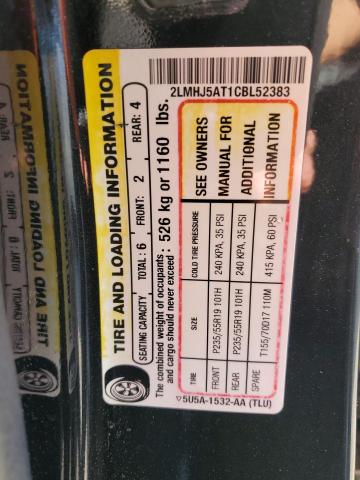 2LMHJ5AT1CBL52383
TIRE AND LOADING INFORMATION
SEATING CAPACITY TOTAL : 6 FRONT: 2 REAR: 4
The combined weight of occupants
and cargo should never exceed : 526 kg or 1160 lbs.
TIRE SIZE COLD TIRE PRESSURE
FRONT P235/55R19 101H 240 KPA, 35 PSI
REAR P235/55R19 101H 240 KPA, 35 PSI
SPARE T155/70D17 110M 415 KPA, 60 PSI
SEE OWNERS
MANUAL FOR
ADDITIONAL
INFORMATION
▽5U5A-1532-AA (TLU)